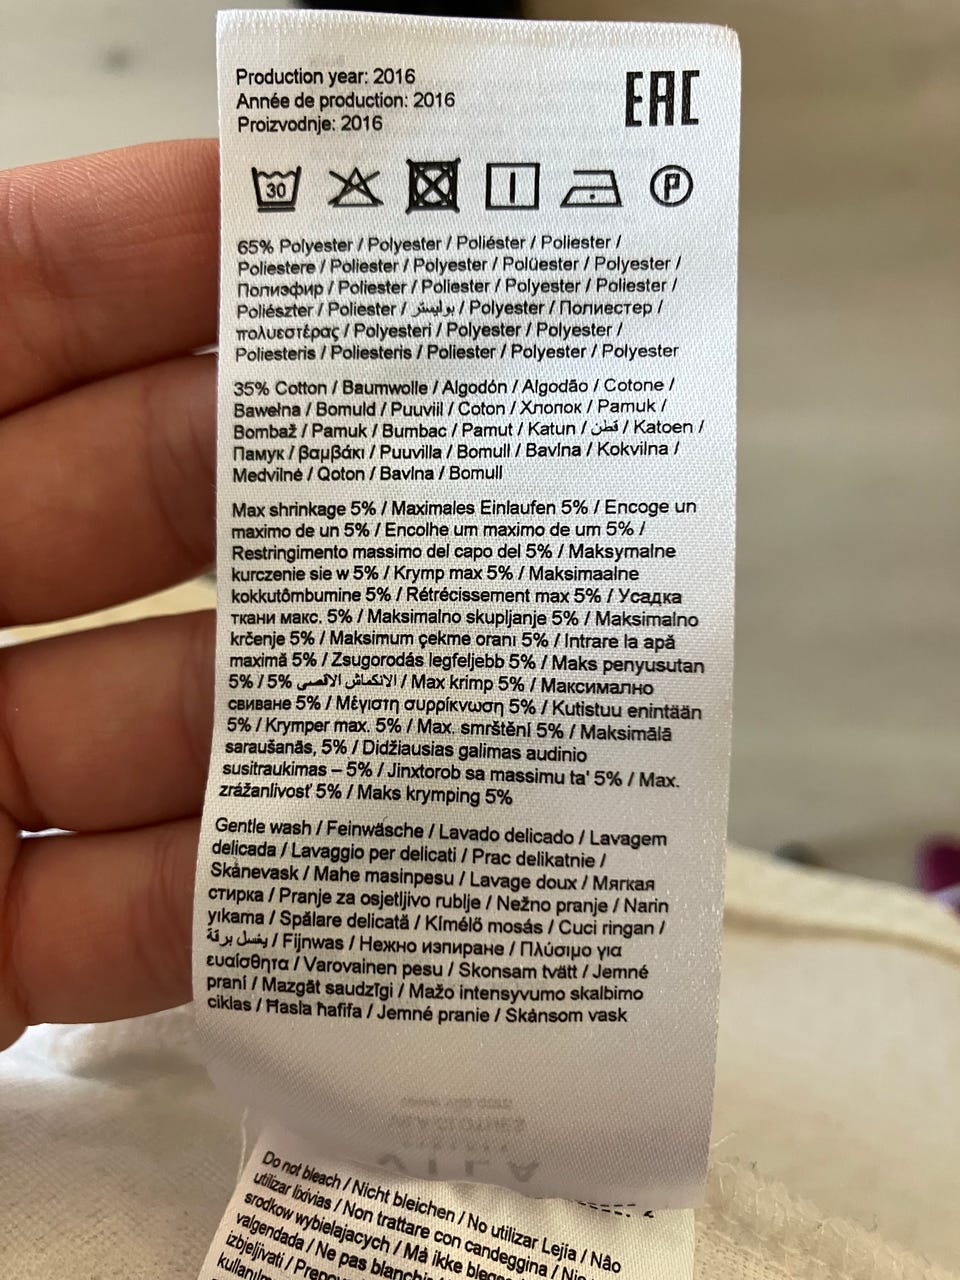 Production year: 2016
Année de production: 2016
Proizvodnje: 2016
EAC
30
P
65% Polyester / Polyester / Poliéster / Poliester /
Poliestere / Poliester / Polyester / Polüester / Polyester /
Полиэфир / Poliester / Poliester / Polyester / Poliester /
Poliészter / Poliester / بوليستر / Polyester / Полиестер /
πολυεστέρας / Polyesteri / Polyester / Polyester /
Poliesteris / Poliesteris / Poliester / Polyester / Polyester
35% Cotton / Baumwolle / Algodón / Algodão / Cotone /
Bawełna / Bomuld / Puuviil / Coton / Хлопок / Pamuk /
Bombaž / Pamuk / Bumbac / Pamut / Katun / قطن / Katoen /
Памук / βαμβάκι / Puuvilla / Bomull / Bavlna / Kokvilna /
Medvilnė / Qoton / Bavlna / Bomull
Max shrinkage 5% / Maximales Einlaufen 5% / Encoge un
maximo de un 5% / Encolhe um maximo de um 5% /
Restringimento massimo del capo del 5% / Maksymalne
kurczenie sie w 5% / Krymp max 5% / Maksimaalne
kokkutõmbumine 5% / Rétrécissement max 5% / Усадка
ткани макс. 5% / Maksimalno skupljanje 5% / Maksimalno
krčenje 5% / Maksimum çekme oranı 5% / Intrare la apă
maximă 5% / Zsugorodás legfeljebb 5% / Maks penyusutan
5% / 5% الانكماش الاقصى / Max krimp 5% / Максимално
свиване 5% / Μέγιστη συρρίκνωση 5% / Kutistuu enintään
5% / Krymper max. 5% / Max. smrštění 5% / Maksimālā
saraušanās, 5% / Didžiausias galimas audinio
susitraukimas – 5% / Jinxtorob sa massimu ta' 5% / Max.
zrážanlivosť 5% / Maks krymping 5%
Gentle wash / Feinwäsche / Lavado delicado / Lavagem
delicada / Lavaggio per delicati / Prac delikatnie /
Skånevask / Mahe masinpesu / Lavage doux / Мягкая
стирка / Pranje za osjetljivo rublje / Nežno pranje / Narin
yıkama / Spălare delicată / Kímélő mosás / Cuci ringan /
يغسل برقة / Fijnwas / Нежно изпиране / Πλύσιμο για
ευαίσθητα / Varovainen pesu / Skonsam tvätt / Jemné
praní / Mazgāt saudzīgi / Mažo intensyvumo skalbimo
ciklas / Ħasla ħafifa / Jemné pranie / Skånsom vask
Do not bleach / Nicht bleichen / No utilizar Lejía / Não
utilizar lixívias / Non trattare con candeggina /
srodkow wybielajacych / Må ikke
valgendada / Ne pas
izbjeljivati /